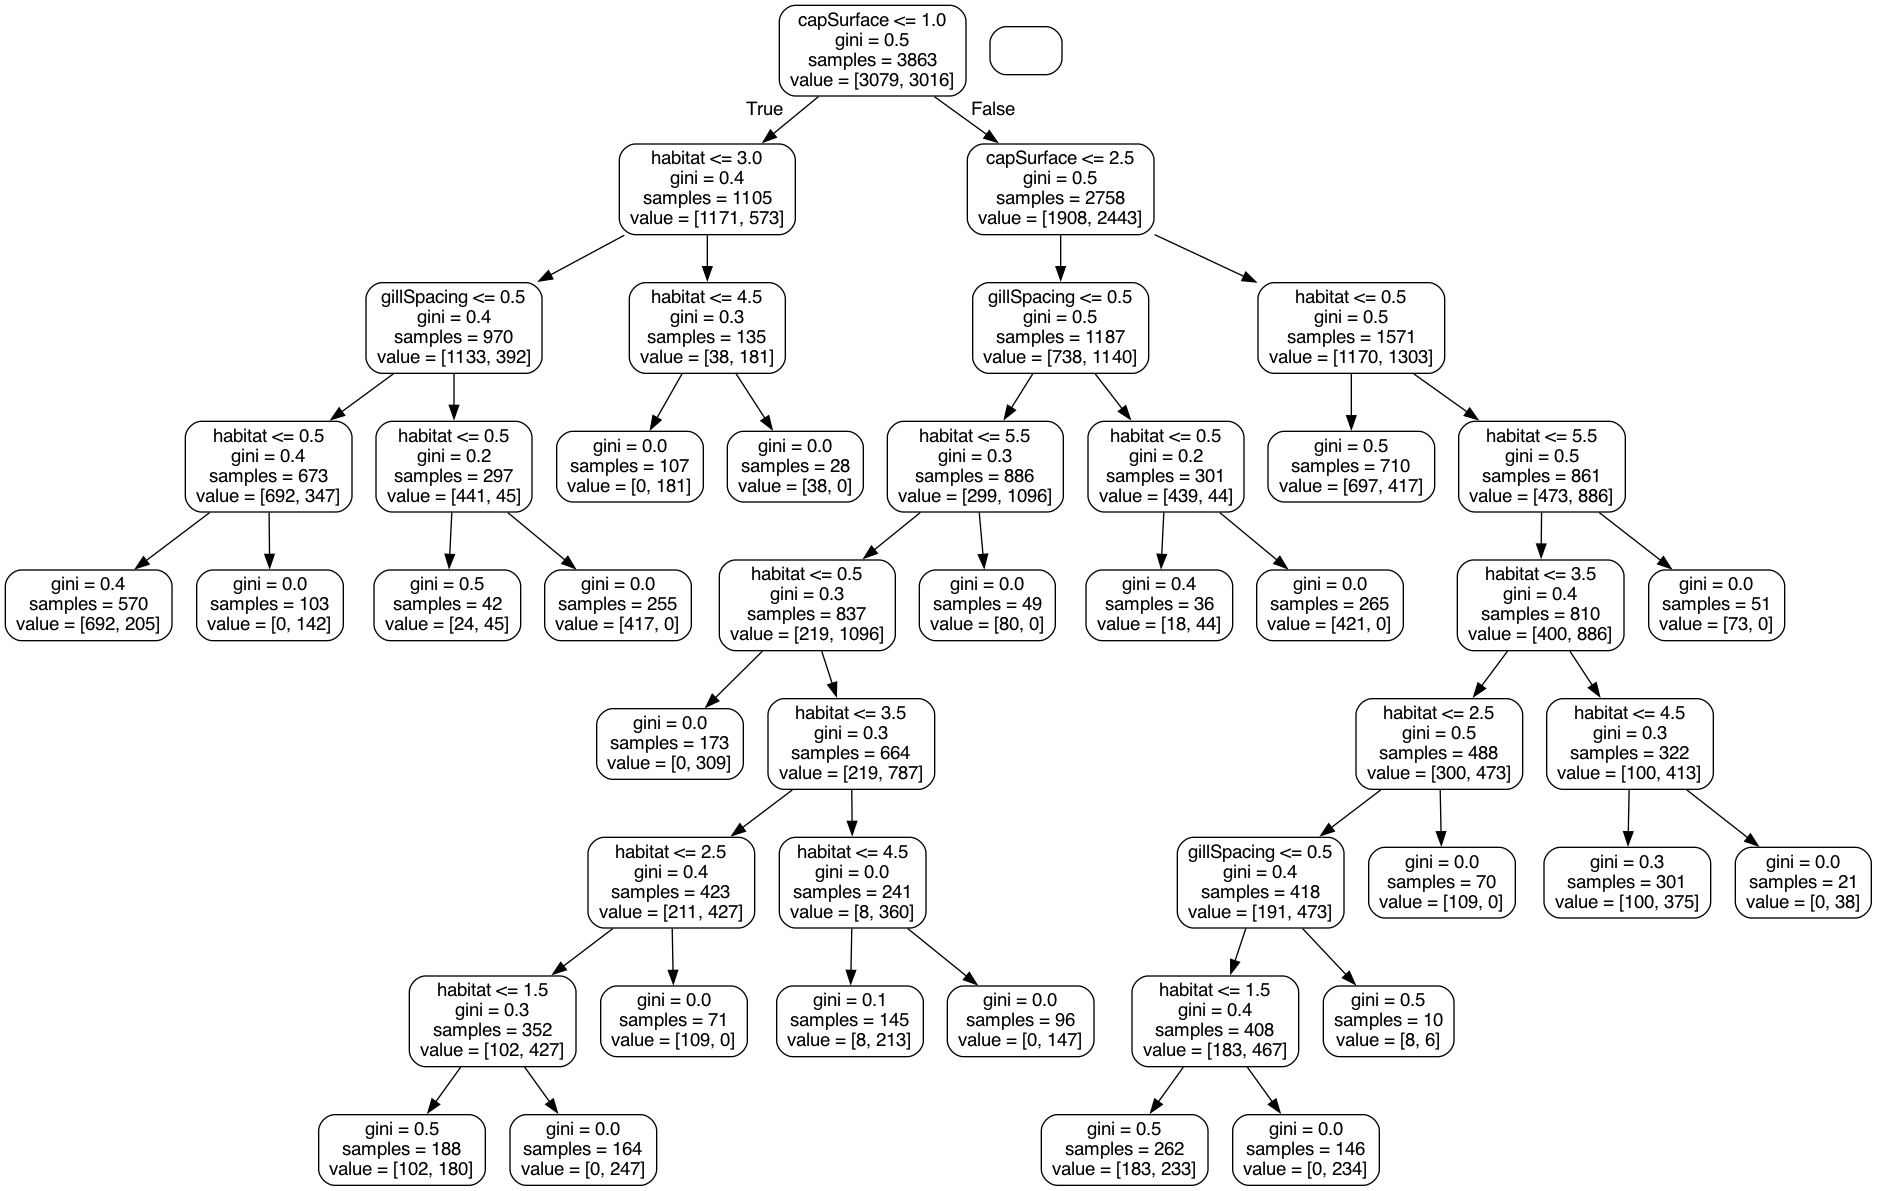 capSurface <= 1.0
gini = 0.5
samples = 3863
value = [3079, 3016]
True
False
habitat <= 3.0
gini = 0.4
samples = 1105
value = [1171, 573]
capSurface <= 2.5
gini = 0.5
samples = 2758
value = [1908, 2443]
gillSpacing <= 0.5
gini = 0.4
samples = 970
value = [1133, 392]
habitat <= 4.5
gini = 0.3
samples = 135
value = [38, 181]
gillSpacing <= 0.5
gini = 0.5
samples = 1187
value = [738, 1140]
habitat <= 0.5
gini = 0.5
samples = 1571
value = [1170, 1303]
habitat <= 0.5
gini = 0.4
samples = 673
value = [692, 347]
habitat <= 0.5
gini = 0.2
samples = 297
value = [441, 45]
gini = 0.0
samples = 107
value = [0, 181]
gini = 0.0
samples = 28
value = [38, 0]
habitat <= 5.5
gini = 0.3
samples = 886
value = [299, 1096]
habitat <= 0.5
gini = 0.2
samples = 301
value = [439, 44]
gini = 0.5
samples = 710
value = [697, 417]
habitat <= 5.5
gini = 0.5
samples = 861
value = [473, 886]
gini = 0.4
samples = 570
value = [692, 205]
gini = 0.0
samples = 103
value = [0, 142]
gini = 0.5
samples = 42
value = [24, 45]
gini = 0.0
samples = 255
value = [417, 0]
habitat <= 0.5
gini = 0.3
samples = 837
value = [219, 1096]
gini = 0.0
samples = 49
value = [80, 0]
gini = 0.4
samples = 36
value = [18, 44]
gini = 0.0
samples = 265
value = [421, 0]
habitat <= 3.5
gini = 0.4
samples = 810
value = [400, 886]
gini = 0.0
samples = 51
value = [73, 0]
gini = 0.0
samples = 173
value = [0, 309]
habitat <= 3.5
gini = 0.3
samples = 664
value = [219, 787]
habitat <= 2.5
gini = 0.5
samples = 488
value = [300, 473]
habitat <= 4.5
gini = 0.3
samples = 322
value = [100, 413]
habitat <= 2.5
gini = 0.4
samples = 423
value = [211, 427]
habitat <= 4.5
gini = 0.0
samples = 241
value = [8, 360]
gillSpacing <= 0.5
gini = 0.4
samples = 418
value = [191, 473]
gini = 0.0
samples = 70
value = [109, 0]
gini = 0.3
samples = 301
value = [100, 375]
gini = 0.0
samples = 21
value = [0, 38]
habitat <= 1.5
gini = 0.3
samples = 352
value = [102, 427]
gini = 0.0
samples = 71
value = [109, 0]
gini = 0.1
samples = 145
value = [8, 213]
gini = 0.0
samples = 96
value = [0, 147]
habitat <= 1.5
gini = 0.4
samples = 408
value = [183, 467]
gini = 0.5
samples = 10
value = [8, 6]
gini = 0.5
samples = 188
value = [102, 180]
gini = 0.0
samples = 164
value = [0, 247]
gini = 0.5
samples = 262
value = [183, 233]
gini = 0.0
samples = 146
value = [0, 234]